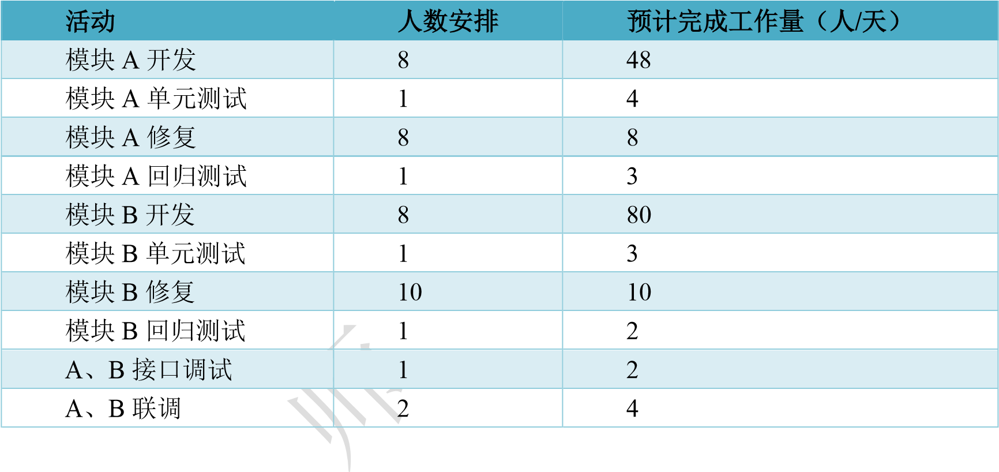 活动 人数安排 预计完成工作量（人/天）
模块 A 开发 8 48
模块 A 单元测试 1 4
模块 A 修复 8 8
模块 A 回归测试 1 3
模块 B 开发 8 80
模块 B 单元测试 1 3
模块 B 修复 10 10
模块 B 回归测试 1 2
A、B 接口调试 1 2
A、B 联调 2 4